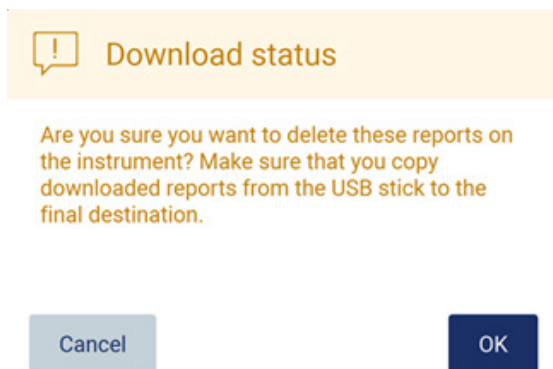 Download status
Are you sure you want to delete these reports on
the instrument? Make sure that you copy
downloaded reports from the USB stick to the
final destination.
Cancel
OK